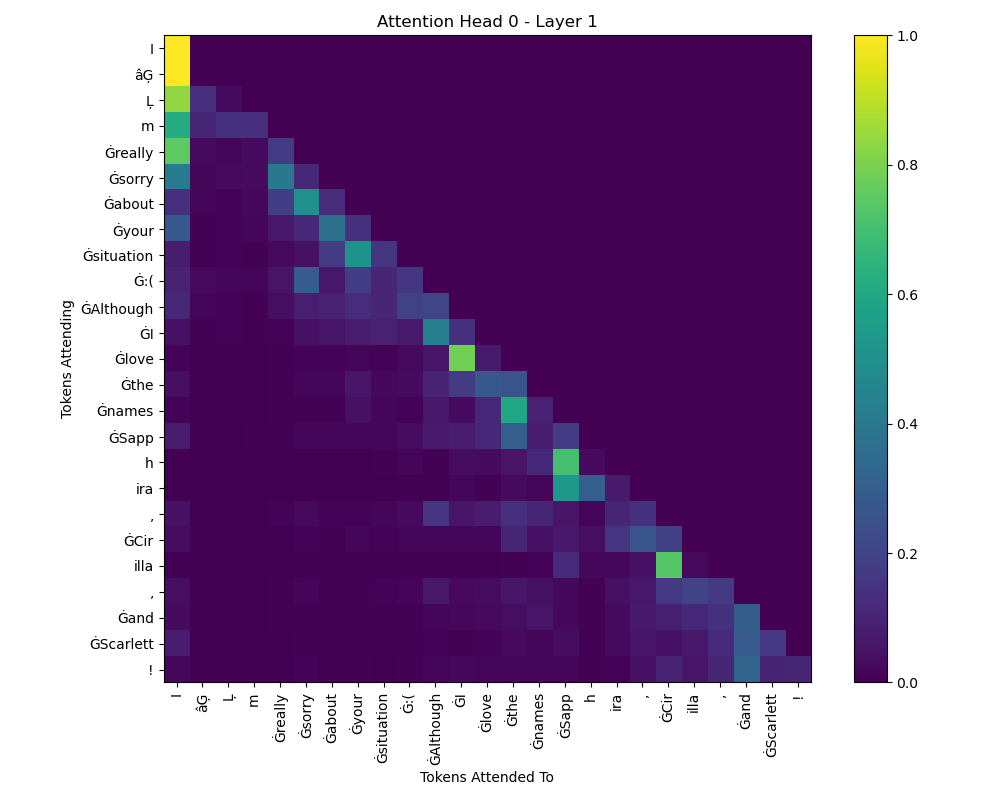 Attention Head 0 - Layer 1
I
âĢ
Ļ
m
Ġreally
Ġsorry
Ġabout
Ġyour
Ġsituation
Ġ:(
ĠAlthough
ĠI
Ġlove
Ġthe
Ġnames
ĠSapp
h
ira
,
ĠCir
illa
,
Ġand
ĠScarlett
!
Tokens Attending
I
âĢ
Ļ
m
Ġreally
Ġsorry
Ġabout
Ġyour
Ġsituation
Ġ:(
ĠAlthough
ĠI
Ġlove
Ġthe
Ġnames
ĠSapp
h
ira
,
ĠCir
illa
,
Ġand
ĠScarlett
!
Tokens Attended To
1.0
0.8
0.6
0.4
0.2
0.0